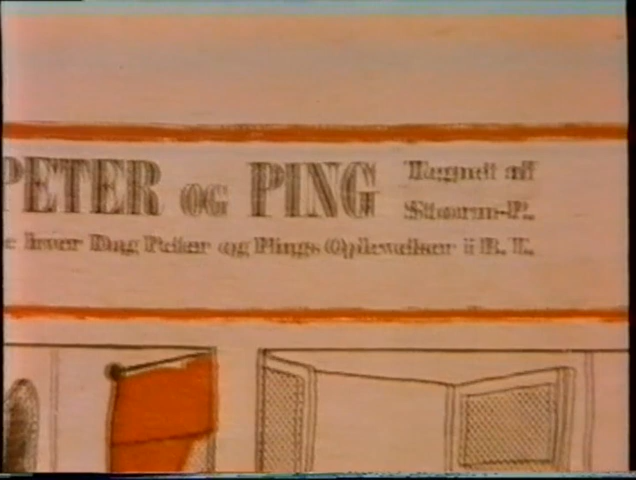 PETER OG PING Tegnet af
Storm-P.
hver Dag Peter og Pings Oplevelser i B. T.